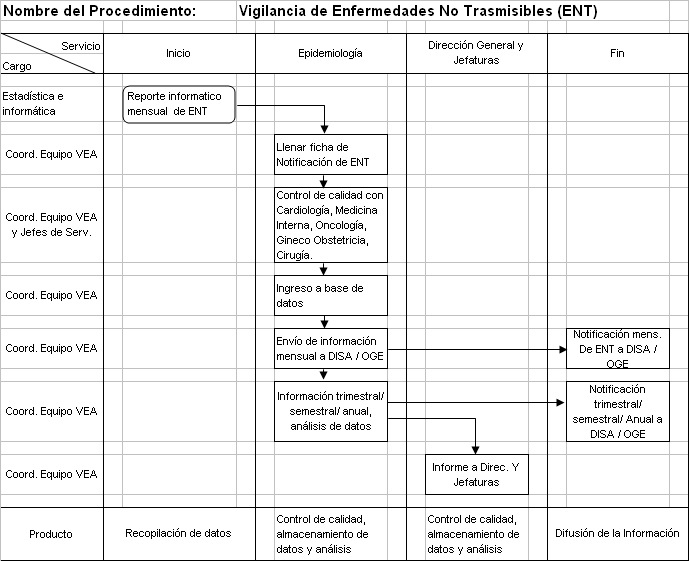 Nombre del Procedimiento: Vigilancia de Enfermedades No Trasmisibles (ENT)
Servicio
Cargo
Inicio
Epidemiología
Dirección General y
Jefaturas
Fin
Estadística e
informática
Reporte informatico
mensual de ENT
Coord. Equipo VEA
Llenar ficha de
Notificación de ENT
Coord. Equipo VEA
y Jefes de Serv.
Control de calidad con
Cardiología, Medicina
Interna, Oncología,
Gineco Obstetricia,
Cirugía.
Coord. Equipo VEA
Ingreso a base de
datos
Coord. Equipo VEA
Envío de información
mensual a DISA / OGE
Notificación mens.
De ENT a DISA /
OGE
Coord. Equipo VEA
Información trimestral/
semestral/ anual,
análisis de datos
Notificación
trimestral/
semestral/ Anual a
DISA / OGE
Coord. Equipo VEA
Informe a Direc. Y
Jefaturas
Producto
Recopilación de datos
Control de calidad,
almacenamiento de
datos y análisis
Control de calidad,
almacenamiento de
datos y análisis
Difusión de la Información